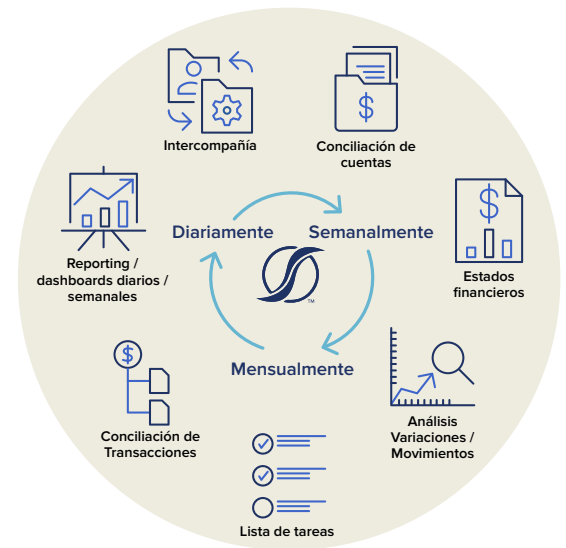 Intercompañía
Conciliación de
cuentas
Diariamente
Semanalmente
Reporting /
dashboards diarios /
semanales
TM
Estados
financieros
Mensualmente
Conciliación de
Transacciones
Análisis
Variaciones /
Movimientos
Lista de tareas